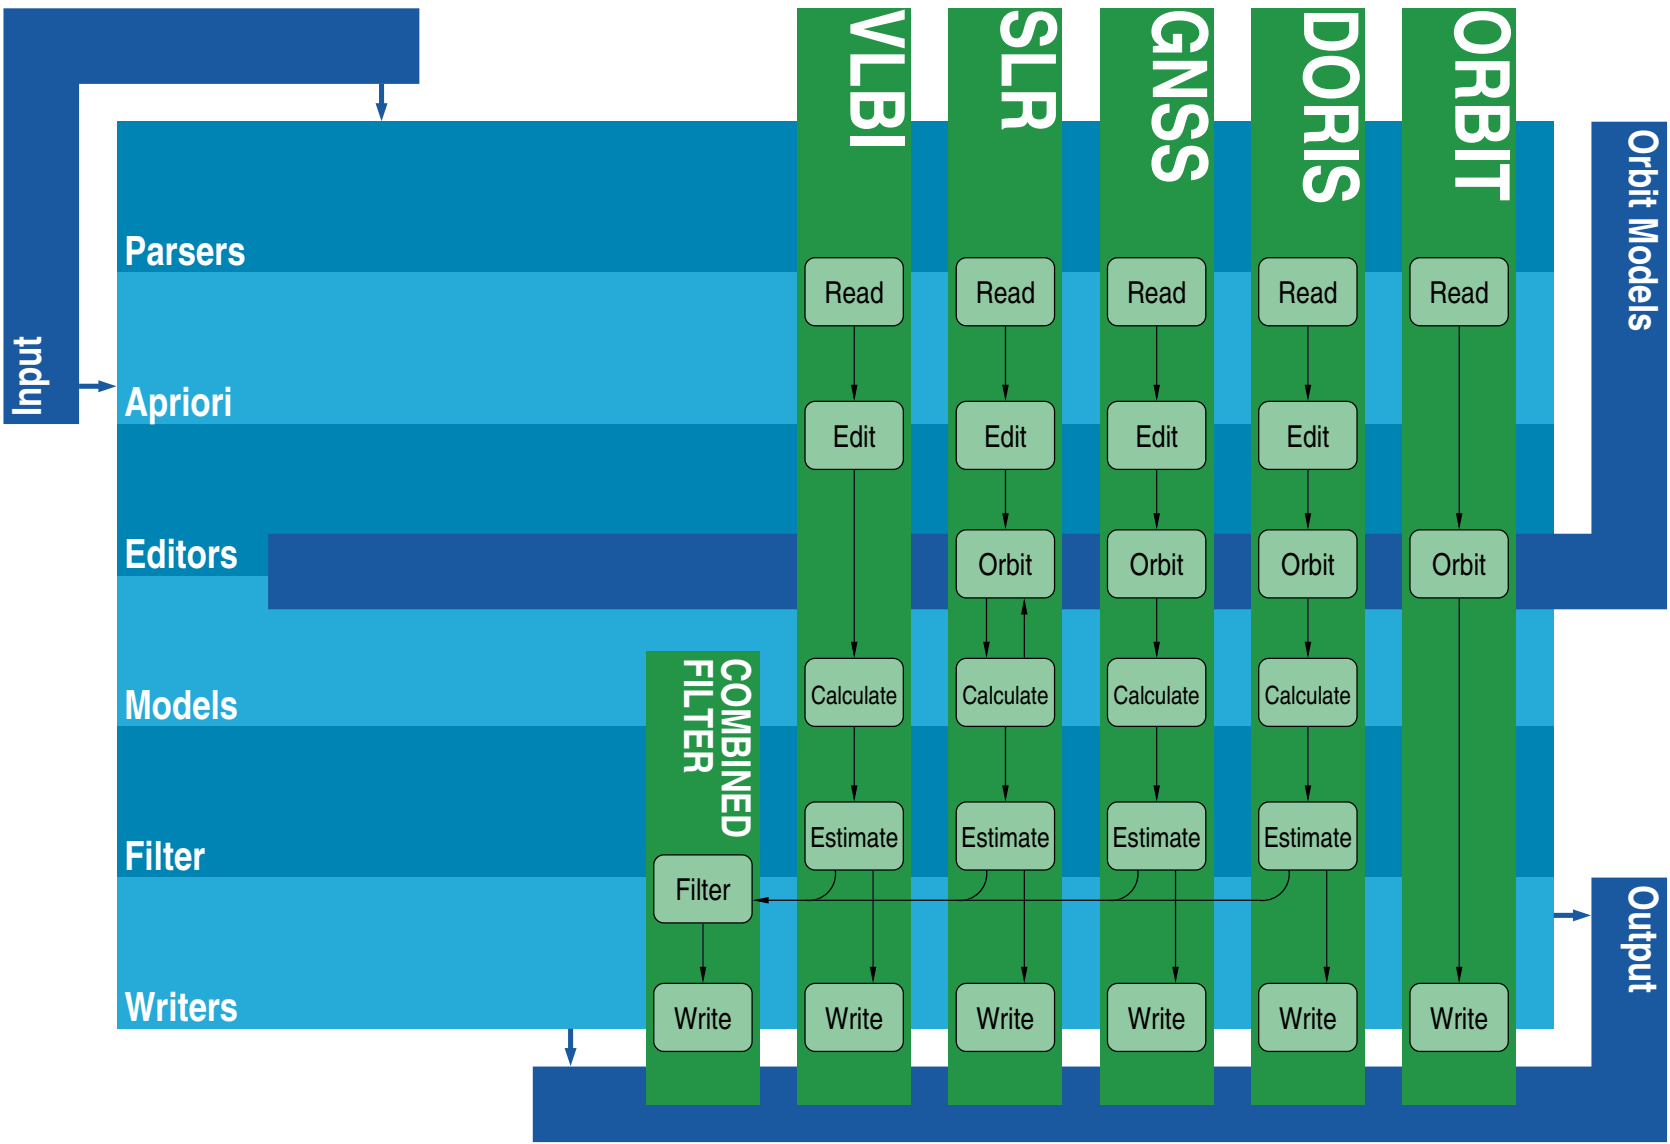 VLBI
SLR
GNSS
DORIS
ORBIT
Orbit Models
Parsers
Read Read Read Read Read
Input
Apriori
Edit Edit Edit Edit
Editors
Orbit Orbit Orbit Orbit
COMBINED
FILTER
Models
Calculate Calculate Calculate Calculate
Filter
Estimate Estimate Estimate Estimate
Filter
Output
Writers
Write Write Write Write Write Write